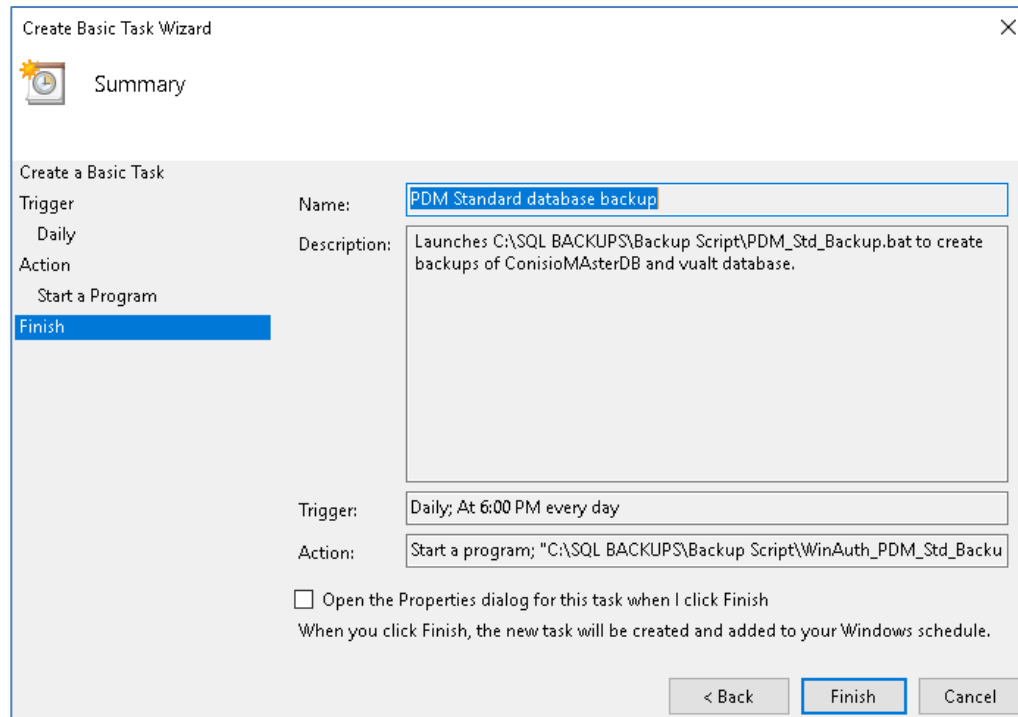 Create Basic Task Wizard
Summary
Create a Basic Task
Trigger
Daily
Action
Start a Program
Finish
Name:
PDM Standard database backup
Description:
Launches C:\SQL BACKUPS\Backup Script\PDM_Std_Backup.bat to create
backups of ConisioMAsterDB and vualt database.
Trigger:
Daily; At 6:00 PM every day
Action:
Start a program; "C:\SQL BACKUPS\Backup Script\WinAuth_PDM_Std_Backu
Open the Properties dialog for this task when I click Finish
When you click Finish, the new task will be created and added to your Windows schedule.
< Back
Finish
Cancel